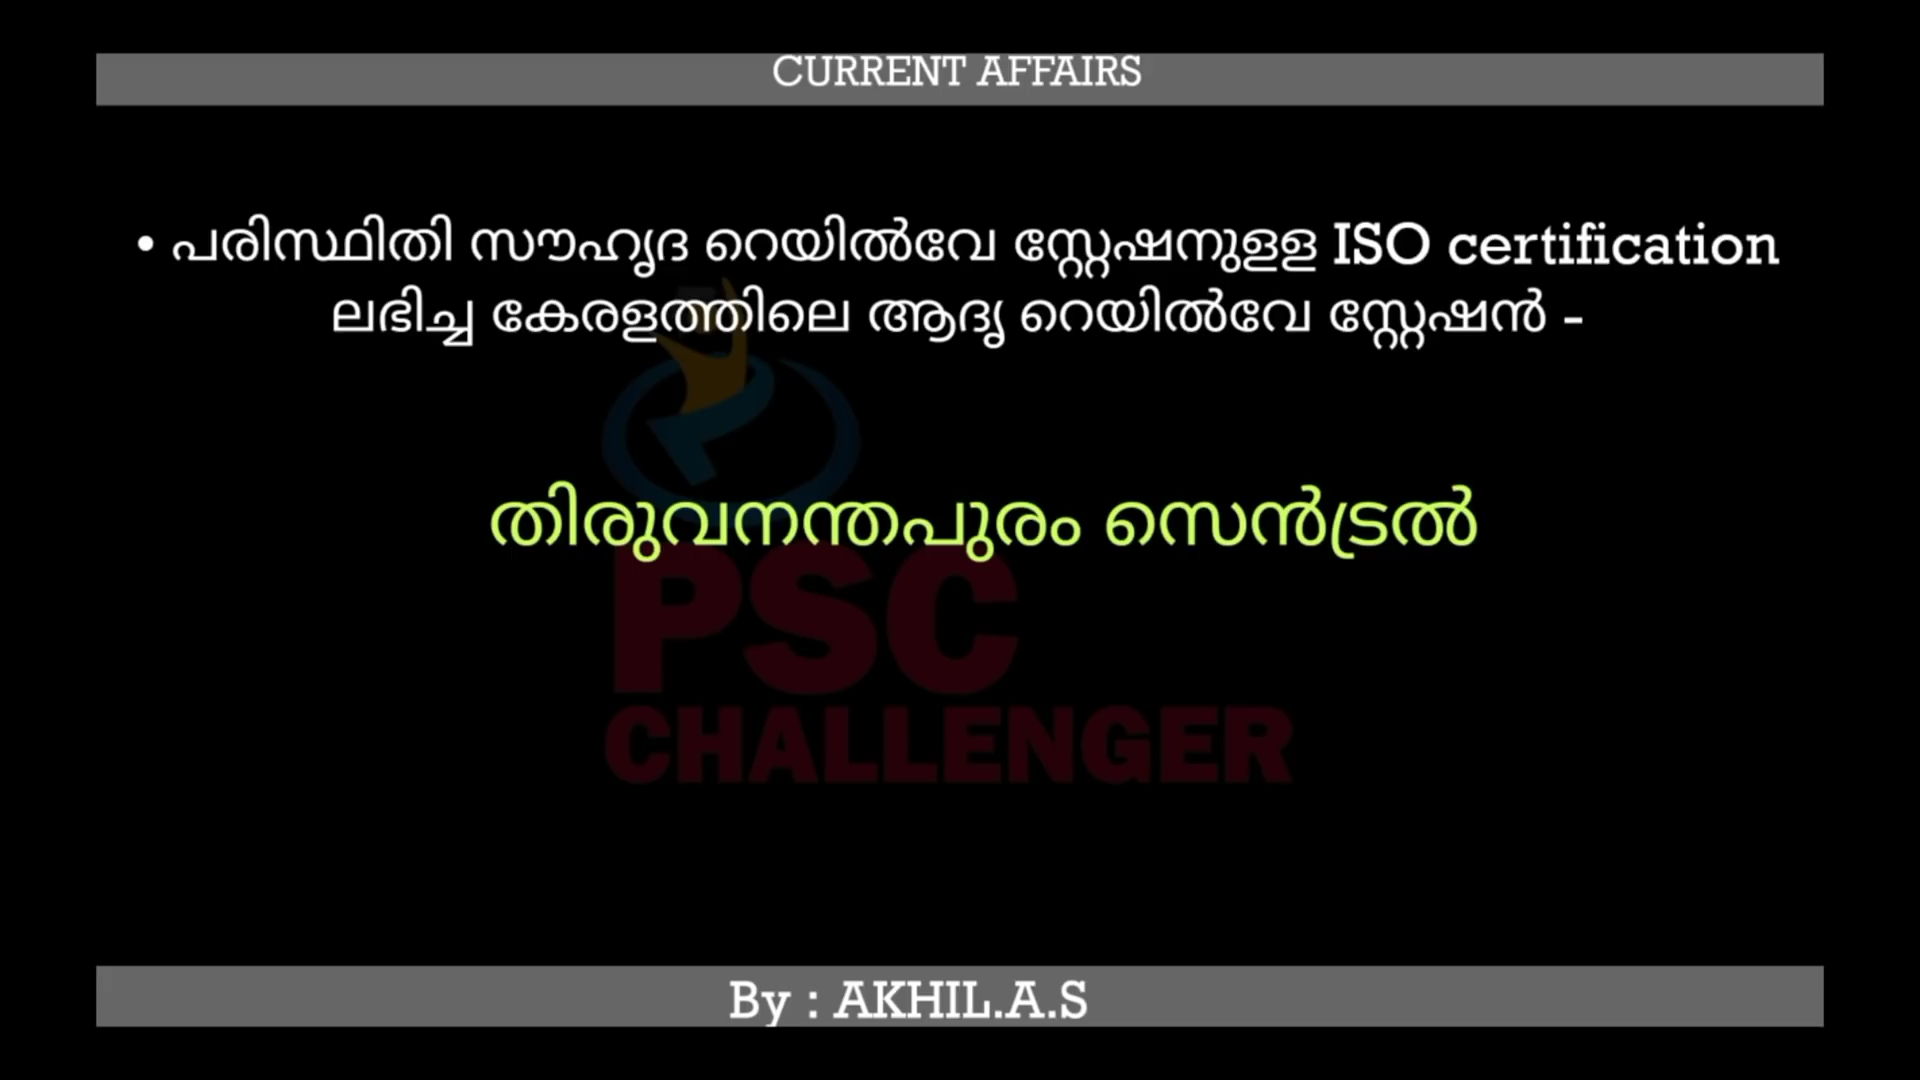 CURRENT AFFAIRS
• പരിസ്ഥിതി സൗഹൃദ റെയിൽവേ സ്റ്റേഷനുളള ISO certification
ലഭിച്ച കേരളത്തിലെ ആദൃ റെയിൽവേ സ്റ്റേഷൻ -
തിരുവനന്തപുരം സെൻട്രൽ
PSC
CHALLENGER
By : AKHIL.A.S